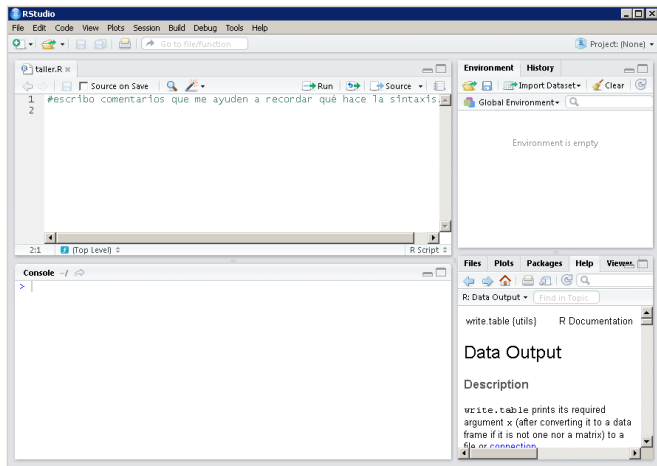 RStudio
File Edit Code View Plots Session Build Debug Tools Help
Go to file/function
Project: (None)
taller.R
Source on Save
Run
Source
1 #escribo comentarios que me ayuden a recordar qué hace la sintaxis.
2
2:1 (Top Level) R Script
Console ~/
>
Environment History
Import Dataset Clear
Global Environment
Environment is empty
Files Plots Packages Help Viewer
R: Data Output Find in Topic
write.table {utils} R Documentation
Data Output
Description
write.table prints its required
argument x (after converting it to a data
frame if it is not one nor a matrix) to a
file or connection.